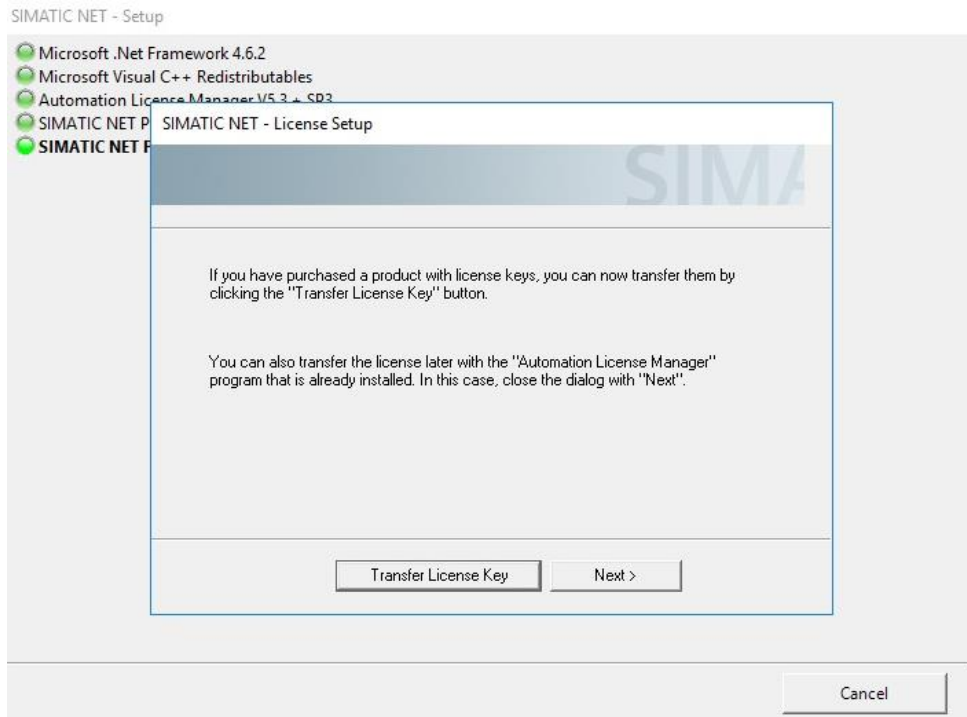 SIMATIC NET - Setup
Microsoft .Net Framework 4.6.2
Microsoft Visual C++ Redistributables
Automation License Manager V5.3 + SP3
SIMATIC NET P
SIMATIC NET
SIMATIC NET - License Setup
SIMA
If you have purchased a product with license keys, you can now transfer them by
clicking the "Transfer License Key" button.
You can also transfer the license later with the "Automation License Manager"
program that is already installed. In this case, close the dialog with "Next".
Transfer License Key
Next >
Cancel